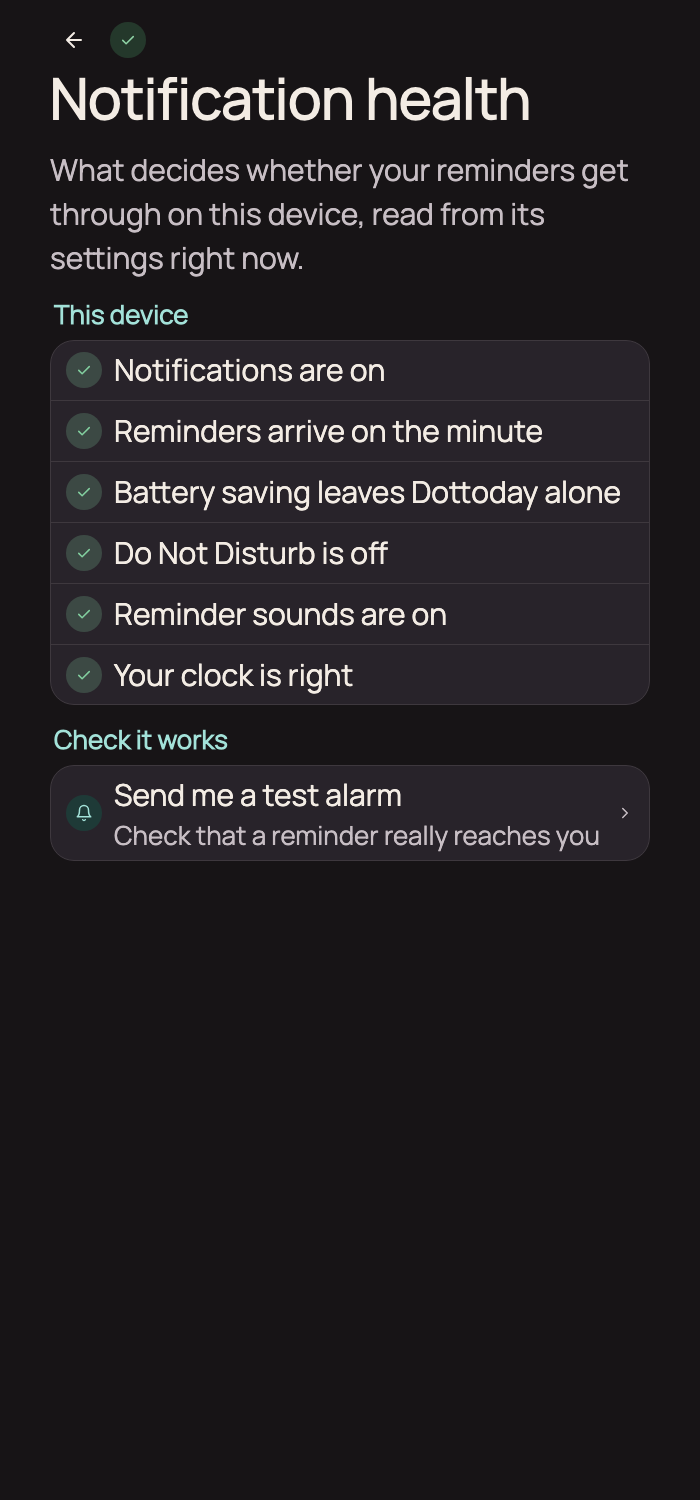 Notification health
What decides whether your reminders get
through on this device, read from its
settings right now.
This device
Notifications are on
Reminders arrive on the minute
Battery saving leaves Dottoday alone
Do Not Disturb is off
Reminder sounds are on
Your clock is right
Check it works
Send me a test alarm
Check that a reminder really reaches you